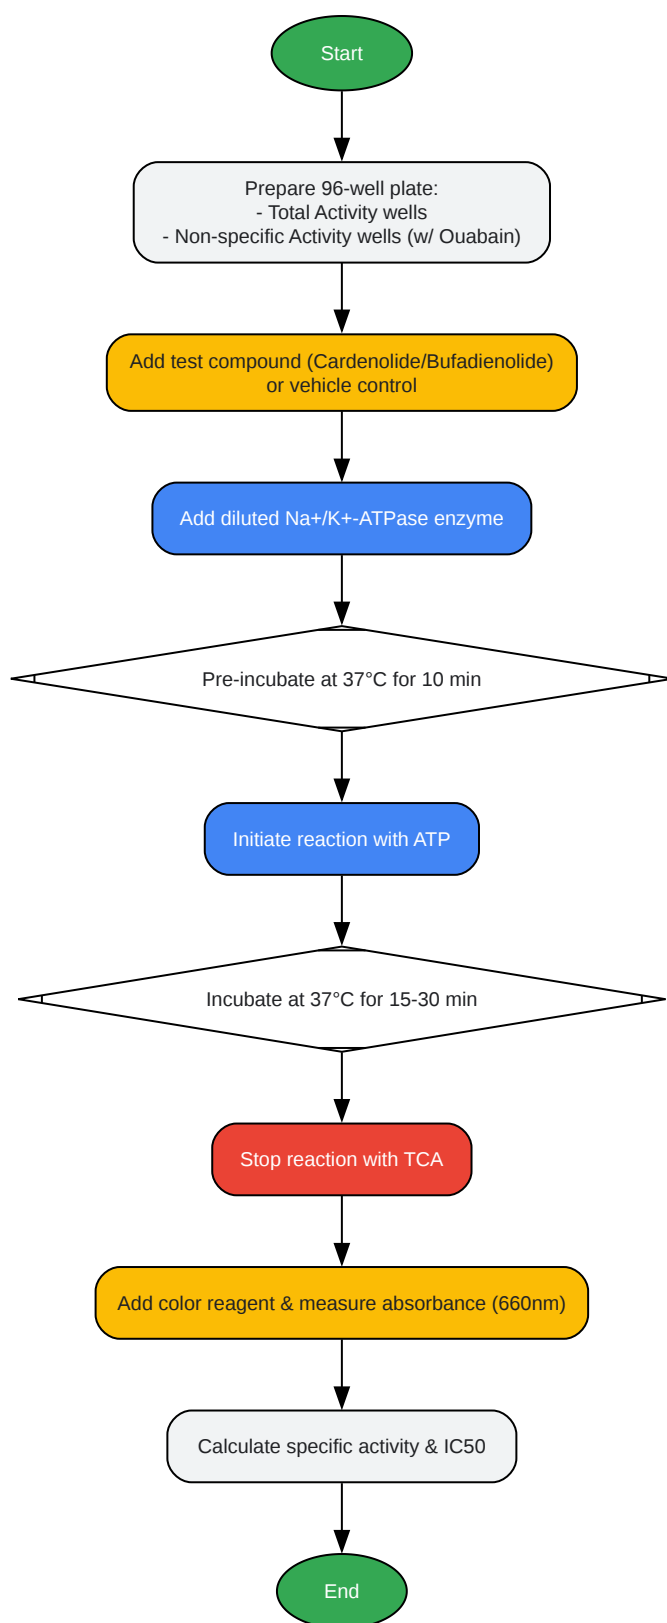 Start
Prepare 96-well plate:
- Total Activity wells
- Non-specific Activity wells (w/ Ouabain)
Add test compound (Cardenolide/Bufadienolide)
or vehicle control
Add diluted Na+/K+-ATPase enzyme
Pre-incubate at 37°C for 10 min
Initiate reaction with ATP
Incubate at 37°C for 15-30 min
Stop reaction with TCA
Add color reagent & measure absorbance (660nm)
Calculate specific activity & IC50
End